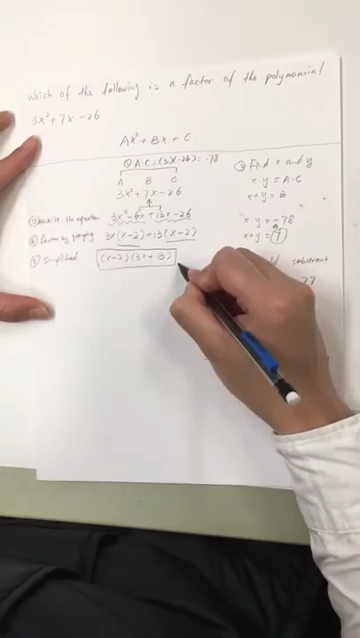 Which of the following is a factor of the polynomial
3x²+7x-26
Ax²+Bx+C
① A·C=(3)(-26)=-78
A B C
3x²+7x-26
the equation
3x²-6x+13x-26
④ factor by grouping
3x(x-2)+13(x-2)
⑤ simplified
(x-2)(3x+13)
② Find x and y
x·y=A·C
x+y=B
x·y=-78
x+y=7
substract
77